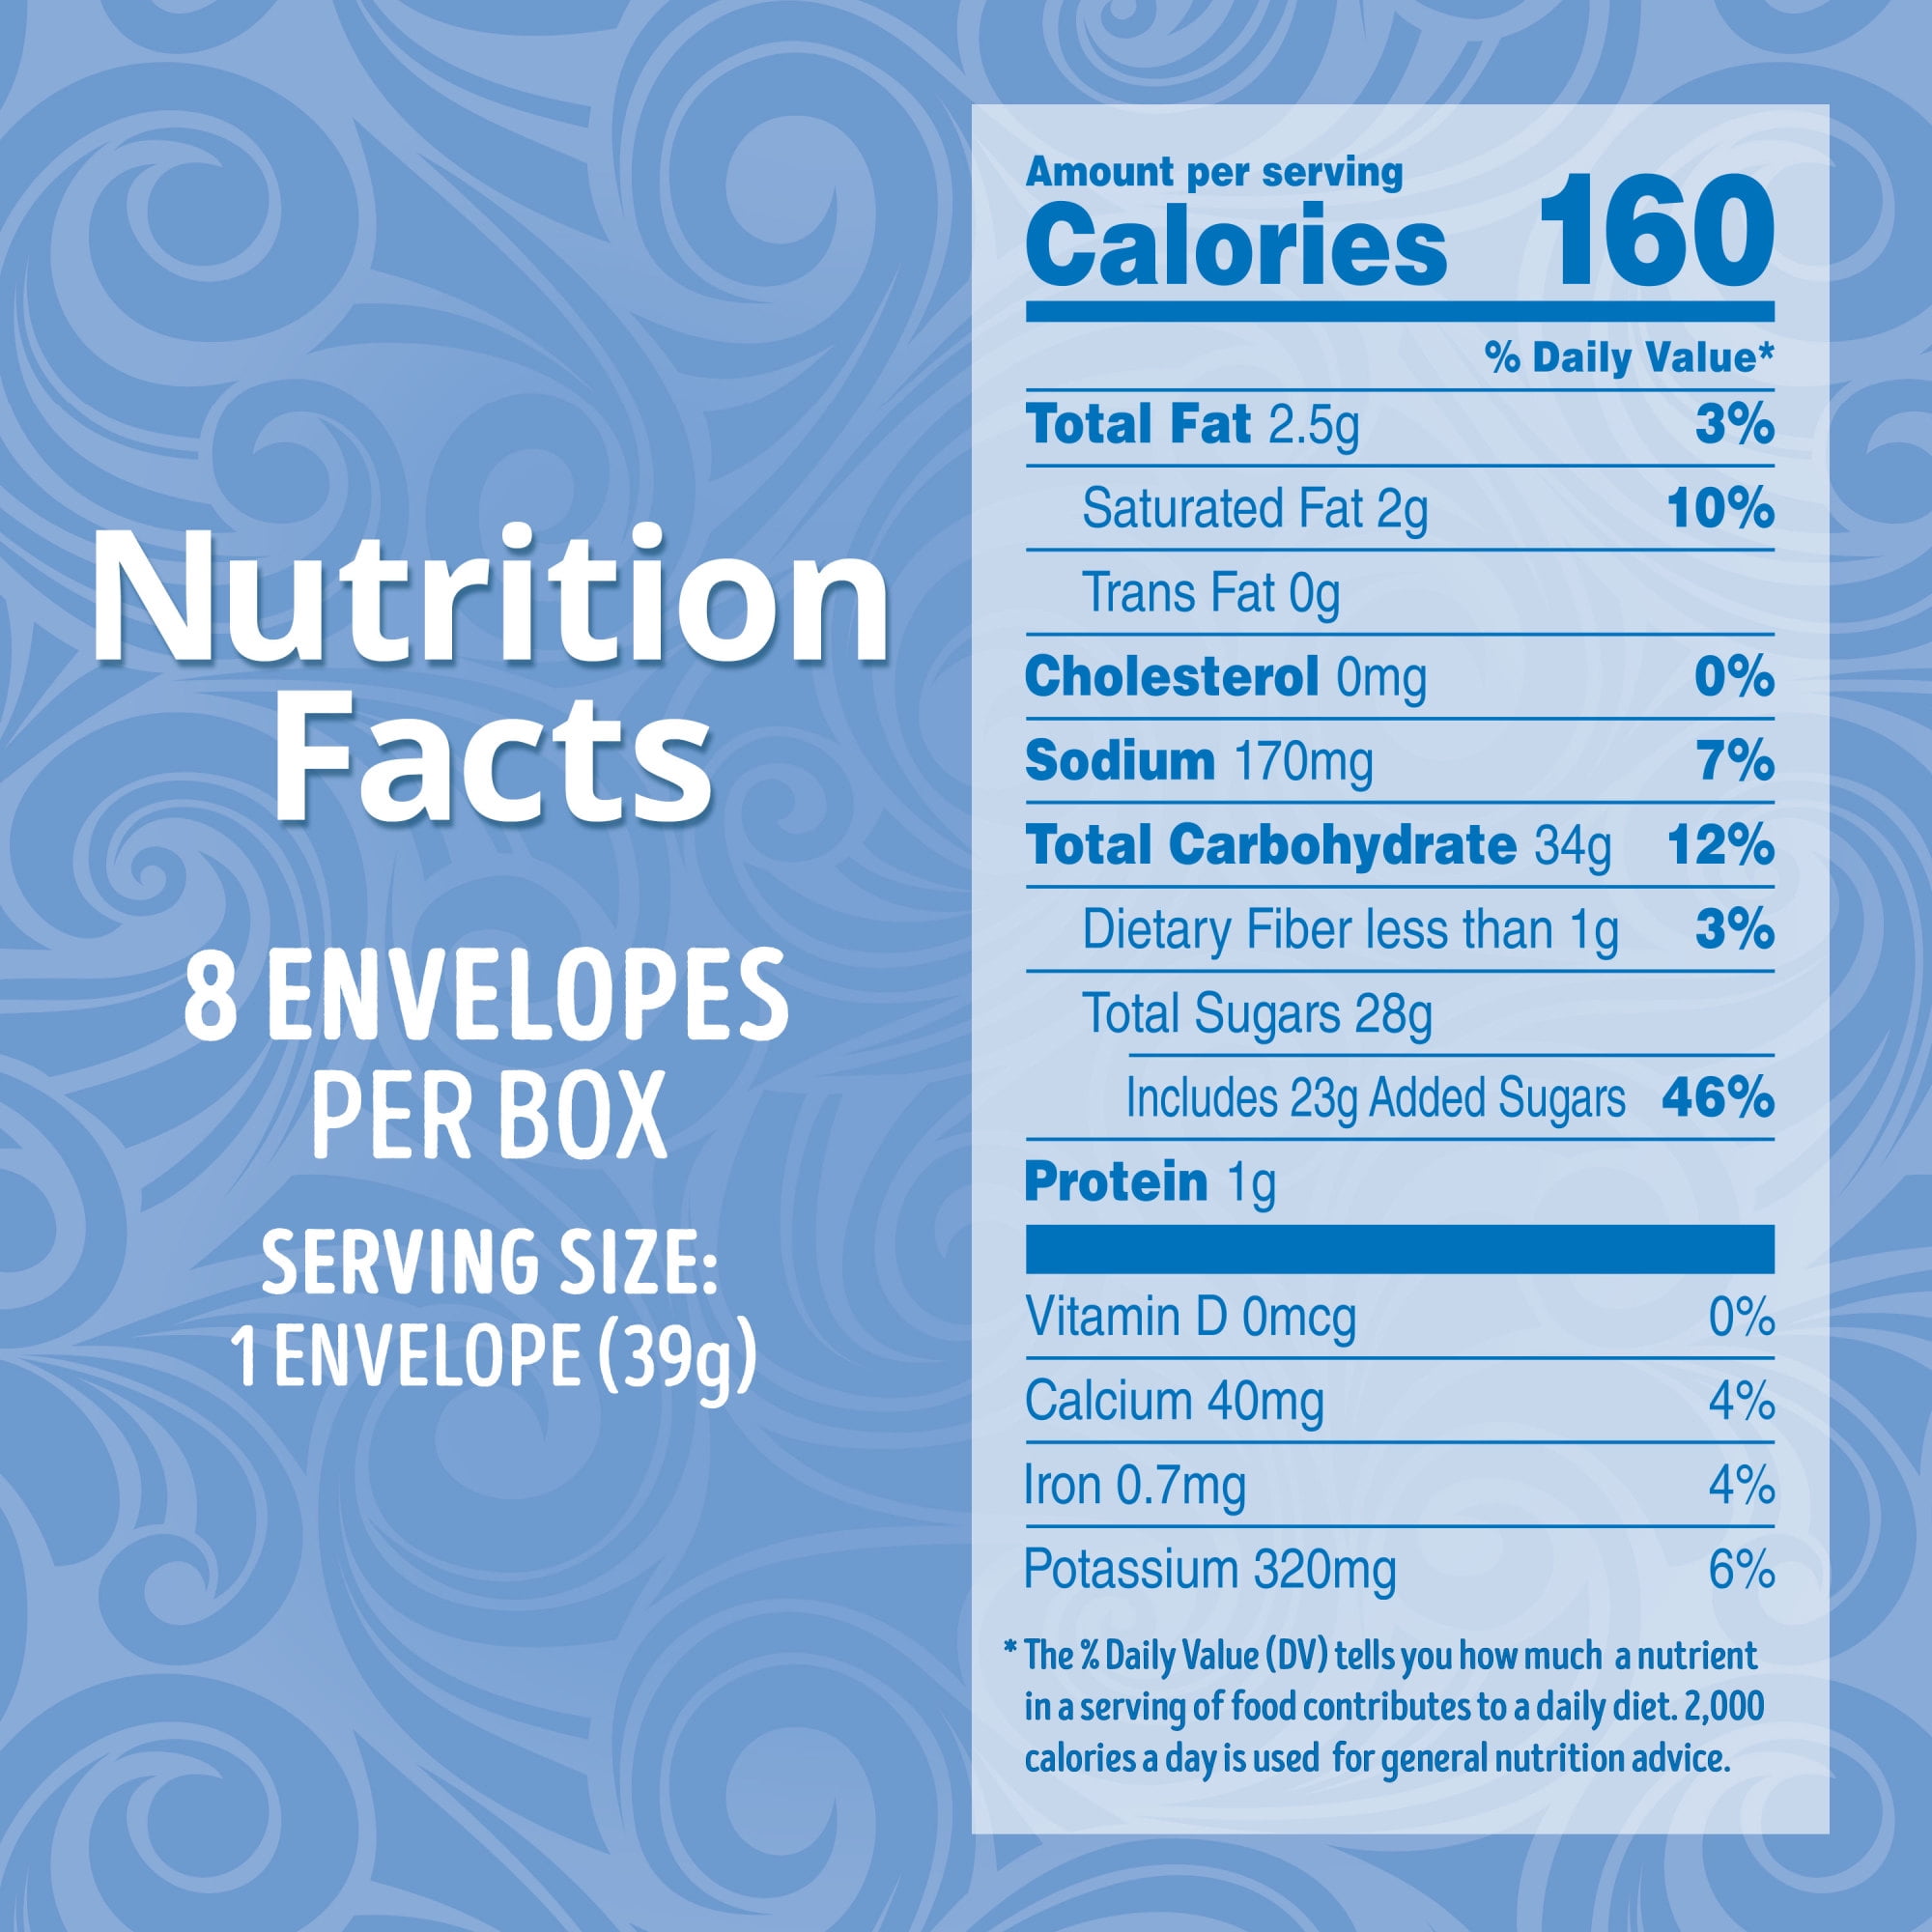 Nutrition
Facts
8 ENVELOPES
PER BOX
SERVING SIZE:
1 ENVELOPE (39g)
Amount per serving
Calories 160
% Daily Value*
Total Fat 2.5g 3%
Saturated Fat 2g 10%
Trans Fat 0g
Cholesterol 0mg 0%
Sodium 170mg 7%
Total Carbohydrate 34g 12%
Dietary Fiber less than 1g 3%
Total Sugars 28g
Includes 23g Added Sugars 46%
Protein 1g
Vitamin D 0mcg 0%
Calcium 40mg 4%
Iron 0.7mg 4%
Potassium 320mg 6%
* The % Daily Value (DV) tells you how much a nutrient
in a serving of food contributes to a daily diet. 2,000
calories a day is used for general nutrition advice.